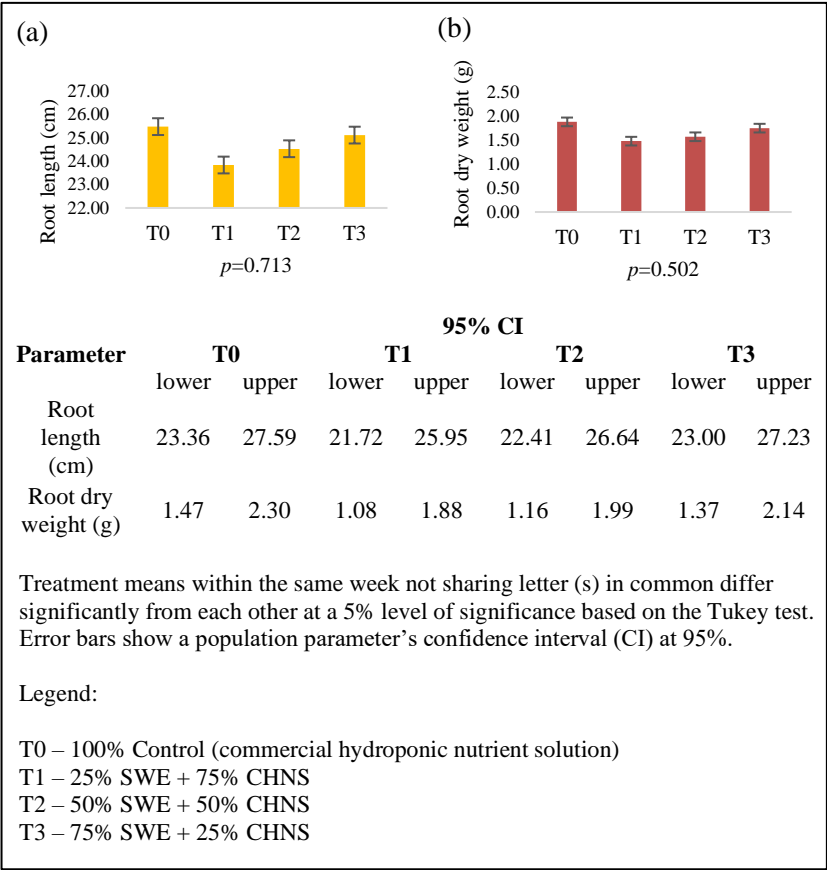 (a)
Root length (cm)
27.00
26.00
25.00
24.00
23.00
22.00
T0 T1 T2 T3
p=0.713
(b)
Root dry weight (g)
2.50
2.00
1.50
1.00
0.50
0.00
T0 T1 T2 T3
p=0.502
95% CI
Parameter T0 T1 T2 T3
lower upper lower upper lower upper lower upper
Root
length
(cm)
23.36 27.59 21.72 25.95 22.41 26.64 23.00 27.23
Root dry
weight (g)
1.47 2.30 1.08 1.88 1.16 1.99 1.37 2.14
Treatment means within the same week not sharing letter (s) in common differ
significantly from each other at a 5% level of significance based on the Tukey test.
Error bars show a population parameter’s confidence interval (CI) at 95%.
Legend:
T0 – 100% Control (commercial hydroponic nutrient solution)
T1 – 25% SWE + 75% CHNS
T2 – 50% SWE + 50% CHNS
T3 – 75% SWE + 25% CHNS